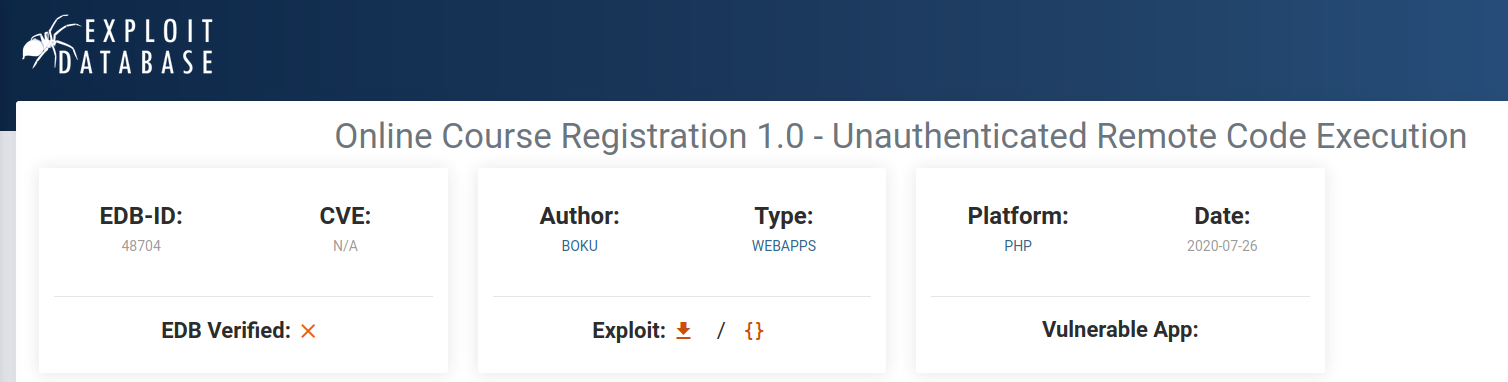 EXPLOIT
DATABASE
Online Course Registration 1.0 - Unauthenticated Remote Code Execution
EDB-ID:
48704
CVE:
N/A
Author:
BOKU
Type:
WEBAPPS
Platform:
PHP
Date:
2020-07-26
EDB Verified:
Exploit: / {}
Vulnerable App: